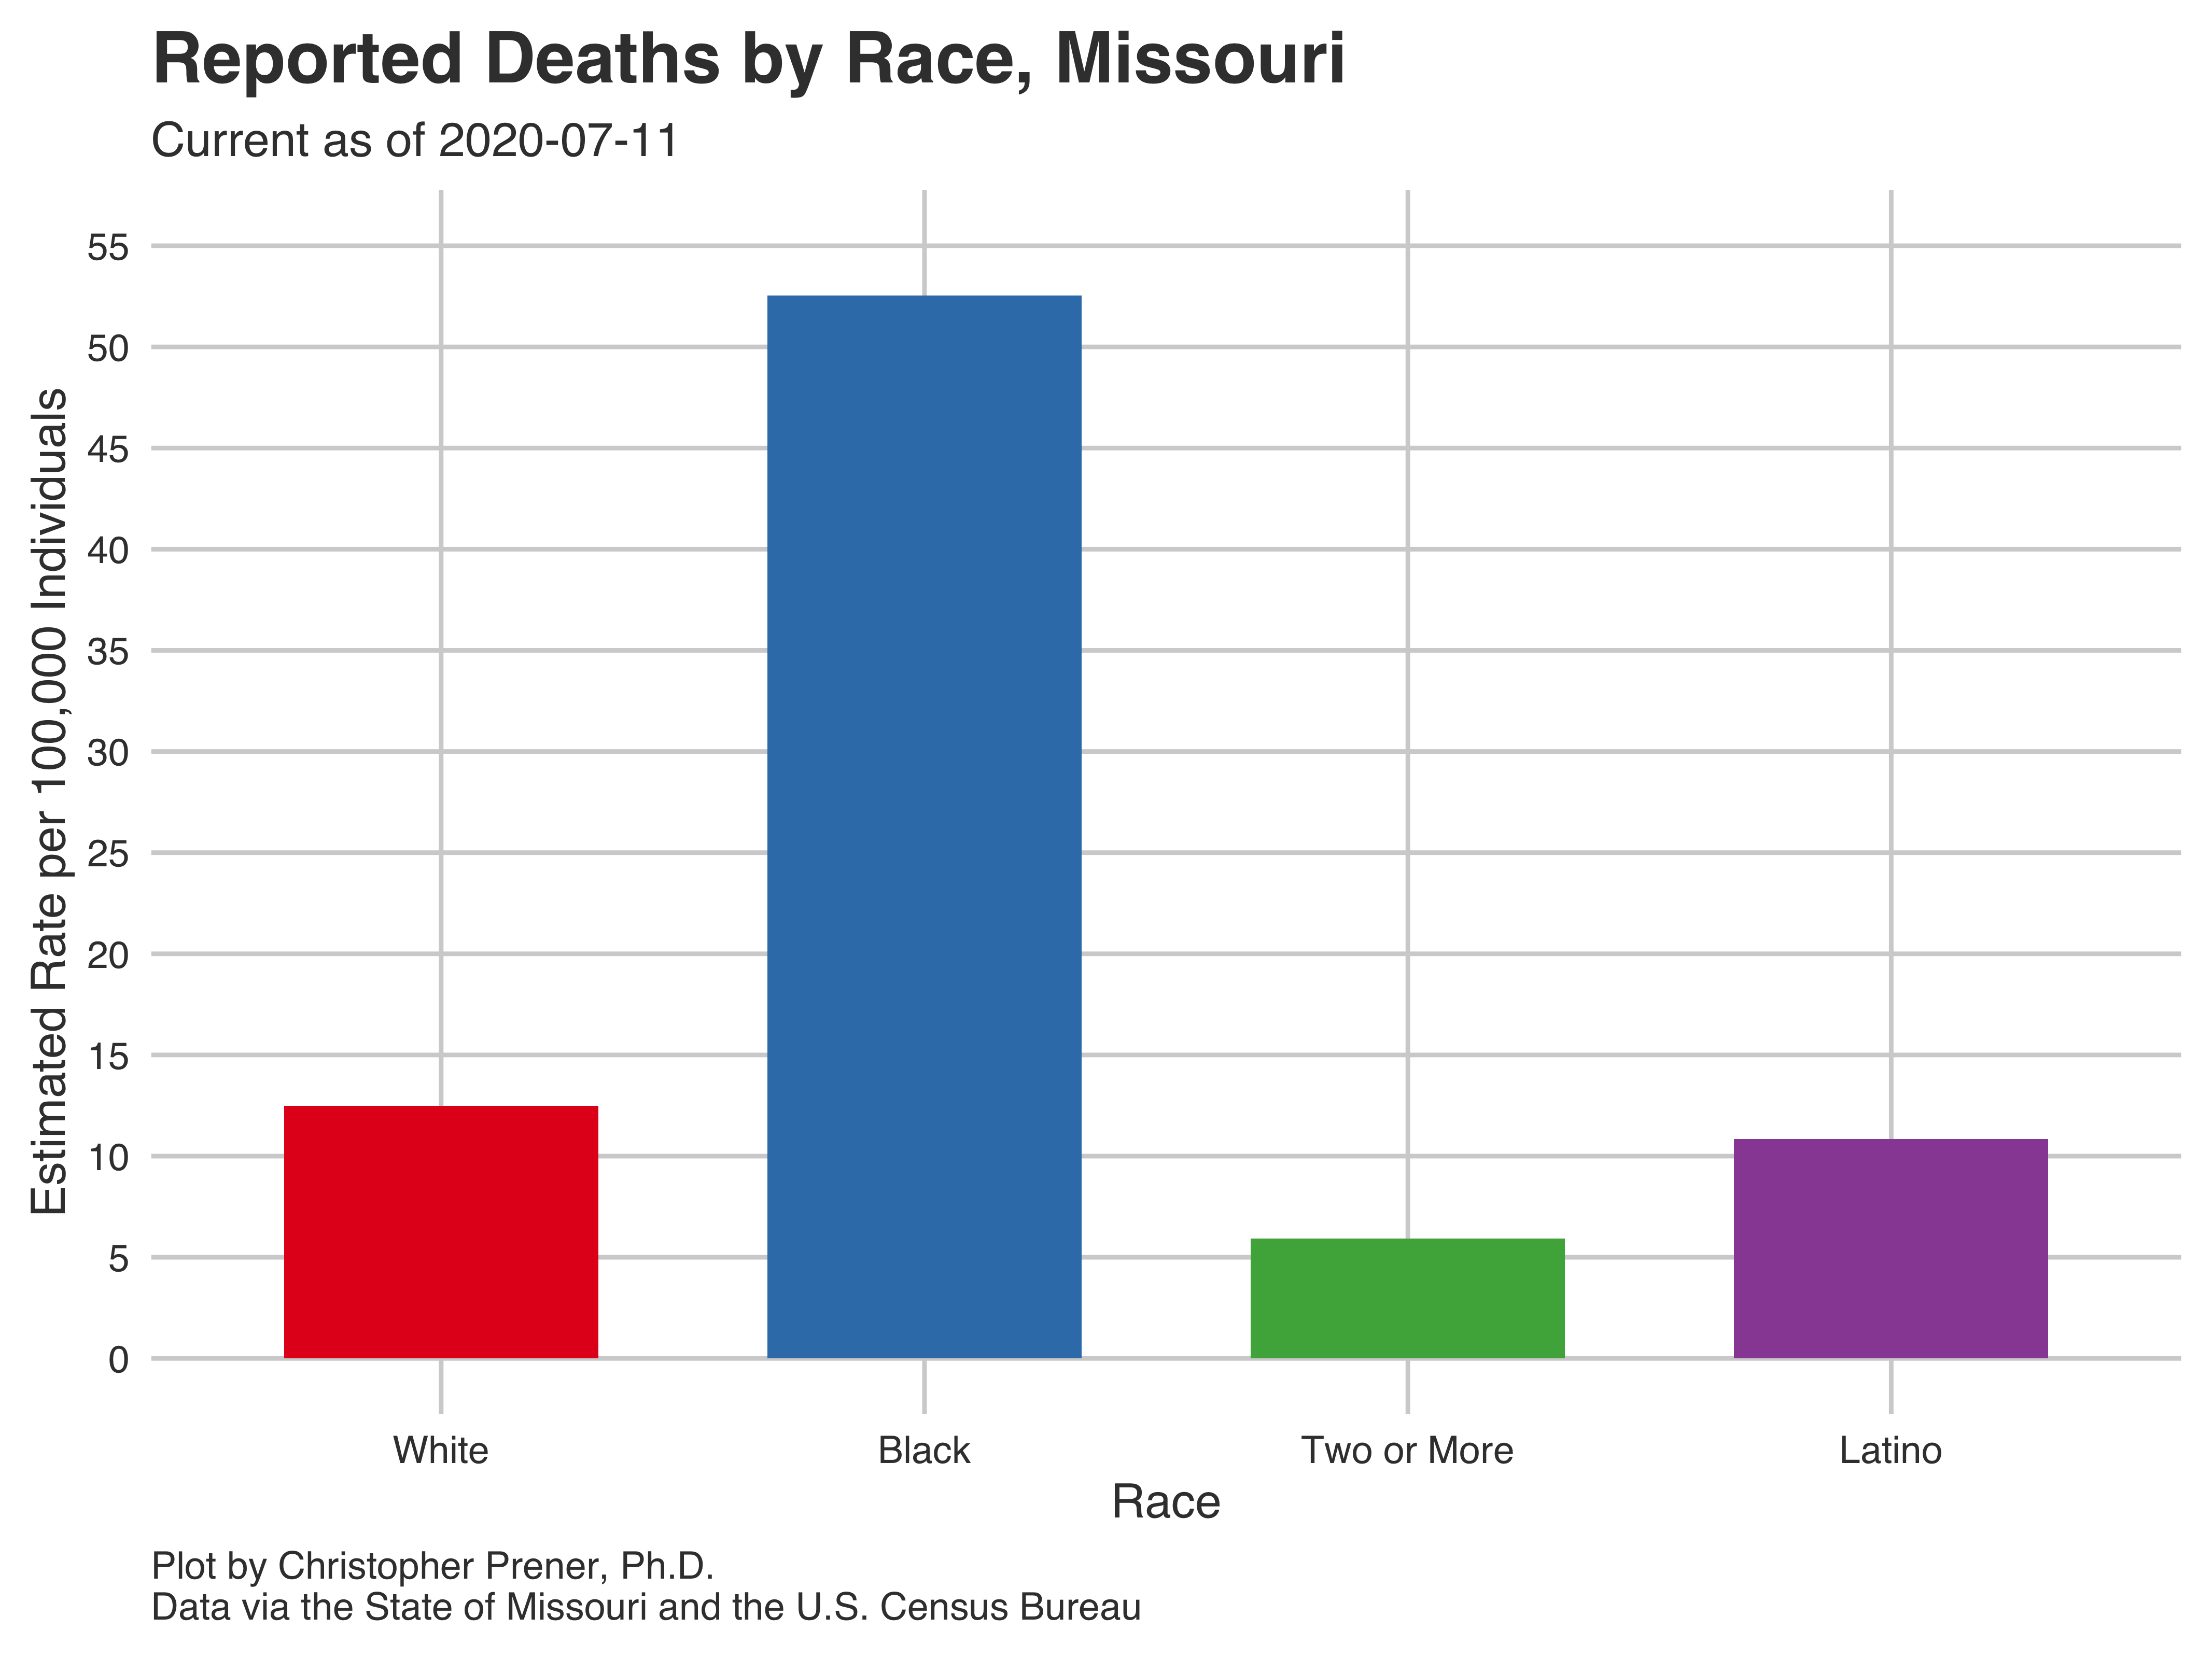 Reported Deaths by Race, Missouri
Current as of 2020-07-11
Estimated Rate per 100,000 Individuals
55
50
45
40
35
30
25
20
15
10
5
0
White
Black
Two or More
Latino
Race
Plot by Christopher Prener, Ph.D.
Data via the State of Missouri and the U.S. Census Bureau